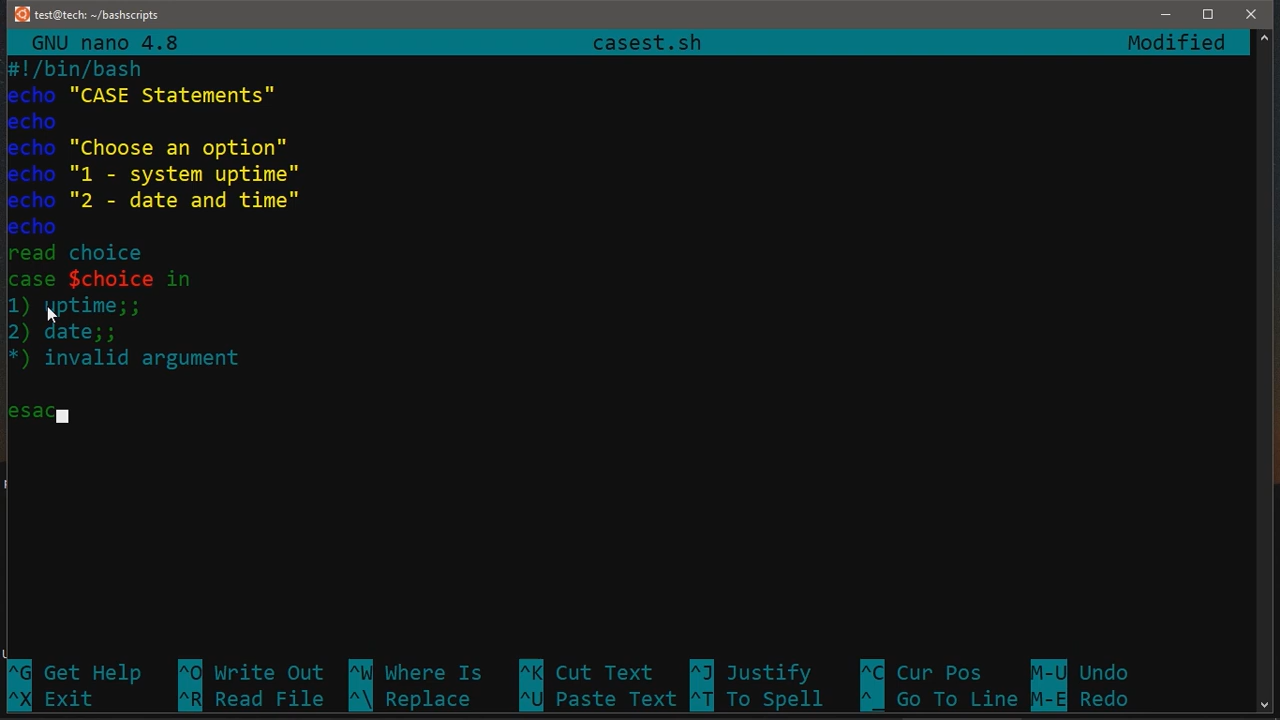 test@tech: ~/bashscripts
GNU nano 4.8 casest.sh Modified
#!/bin/bash
echo "CASE Statements"
echo
echo "Choose an option"
echo "1 - system uptime"
echo "2 - date and time"
echo
read choice
case $choice in
1) uptime;;
2) date;;
*) invalid argument
esac
^G Get Help ^O Write Out ^W Where Is ^K Cut Text ^J Justify ^C Cur Pos M-U Undo
^X Exit ^R Read File ^\ Replace ^U Paste Text ^T To Spell ^_ Go To Line M-E Redo